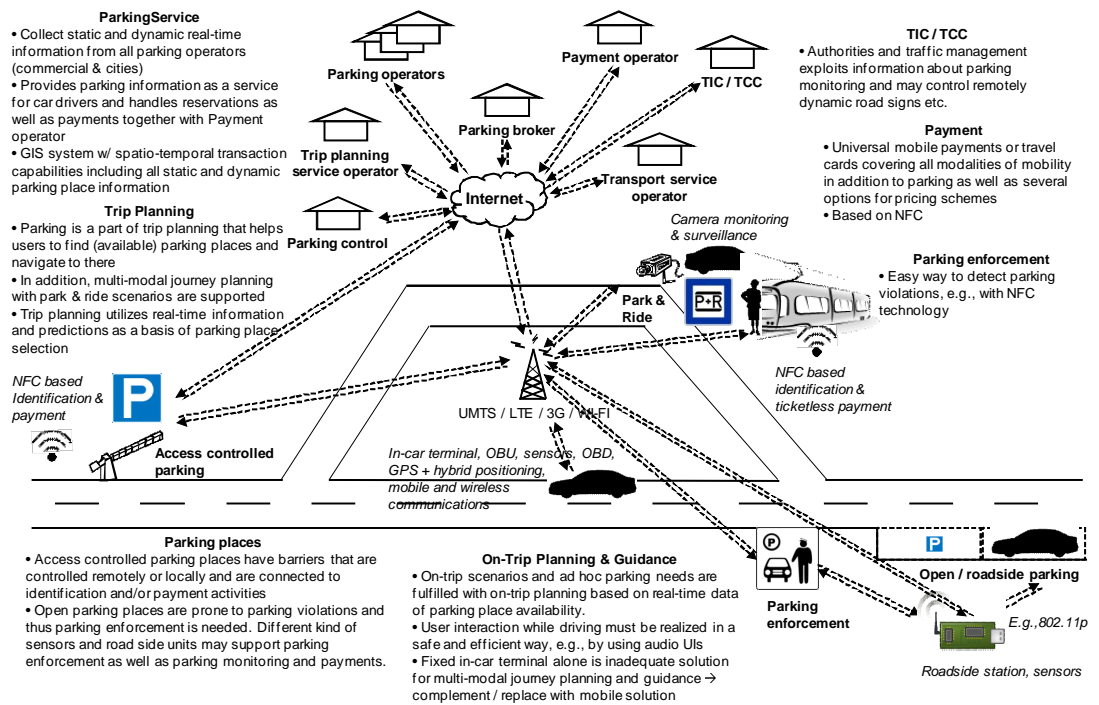 ParkingService
• Collect static and dynamic real-time
information from all parking operators
(commercial & cities)
• Provides parking information as a service
for car drivers and handles reservations as
well as payments together with Payment
operator
• GIS system w/ spatio-temporal transaction
capabilities including all static and dynamic
parking place information
Trip Planning
• Parking is a part of trip planning that helps
users to find (available) parking places and
navigate to there
• In addition, multi-modal journey planning
with park & ride scenarios are supported
• Trip planning utilizes real-time information
and predictions as a basis of parking place
selection
Parking operators
Payment operator
TIC / TCC
Parking broker
Trip planning
service operator
Internet
Transport service
operator
Parking control
TIC / TCC
• Authorities and traffic management
exploits information about parking
monitoring and may control remotely
dynamic road signs etc.
Payment
• Universal mobile payments or travel
cards covering all modalities of mobility
in addition to parking as well as several
options for pricing schemes
• Based on NFC
Parking enforcement
• Easy way to detect parking
violations, e.g., with NFC
technology
Camera monitoring
& surveillance
Park &
Ride
P+R
NFC based
identification &
ticketless payment
NFC based
Identification &
payment
P
Access controlled
parking
UMTS / LTE / 3G / WI-FI
In-car terminal, OBU, sensors, OBD,
GPS + hybrid positioning,
mobile and wireless
communications
Parking places
• Access controlled parking places have barriers that are
controlled remotely or locally and are connected to
identification and/or payment activities
• Open parking places are prone to parking violations and
thus parking enforcement is needed. Different kind of
sensors and road side units may support parking
enforcement as well as parking monitoring and payments.
On-Trip Planning & Guidance
• On-trip scenarios and ad hoc parking needs are
fulfilled with on-trip planning based on real-time data
of parking place availability.
• User interaction while driving must be realized in a
safe and efficient way, e.g., by using audio UIs
• Fixed in-car terminal alone is inadequate solution
for multi-modal journey planning and guidance →
complement / replace with mobile solution
P
Parking
enforcement
P
Open / roadside parking
E.g.,802.11p
Roadside station, sensors